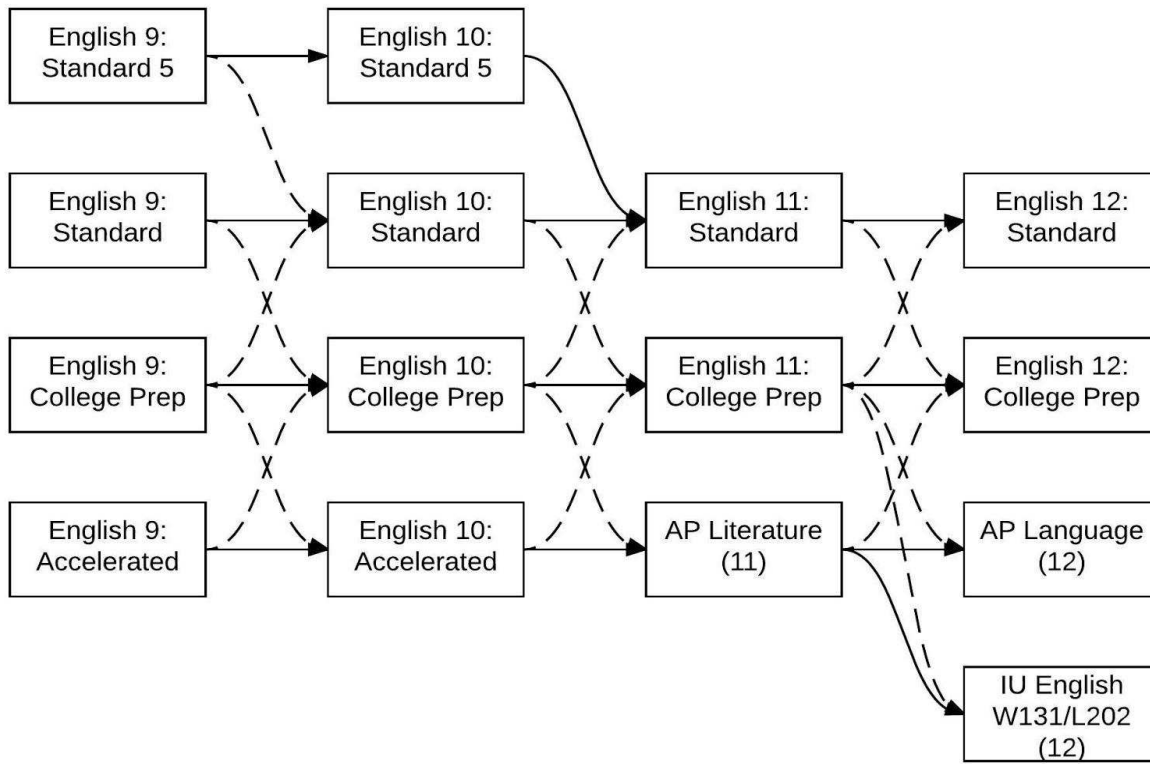 English 9:
Standard 5
English 10:
Standard 5
English 9:
Standard
English 10:
Standard
English 11:
Standard
English 12:
Standard
English 9:
College Prep
English 10:
College Prep
English 11:
College Prep
English 12:
College Prep
English 9:
Accelerated
English 10:
Accelerated
AP Literature
(11)
AP Language
(12)
IU English
W131/L202
(12)